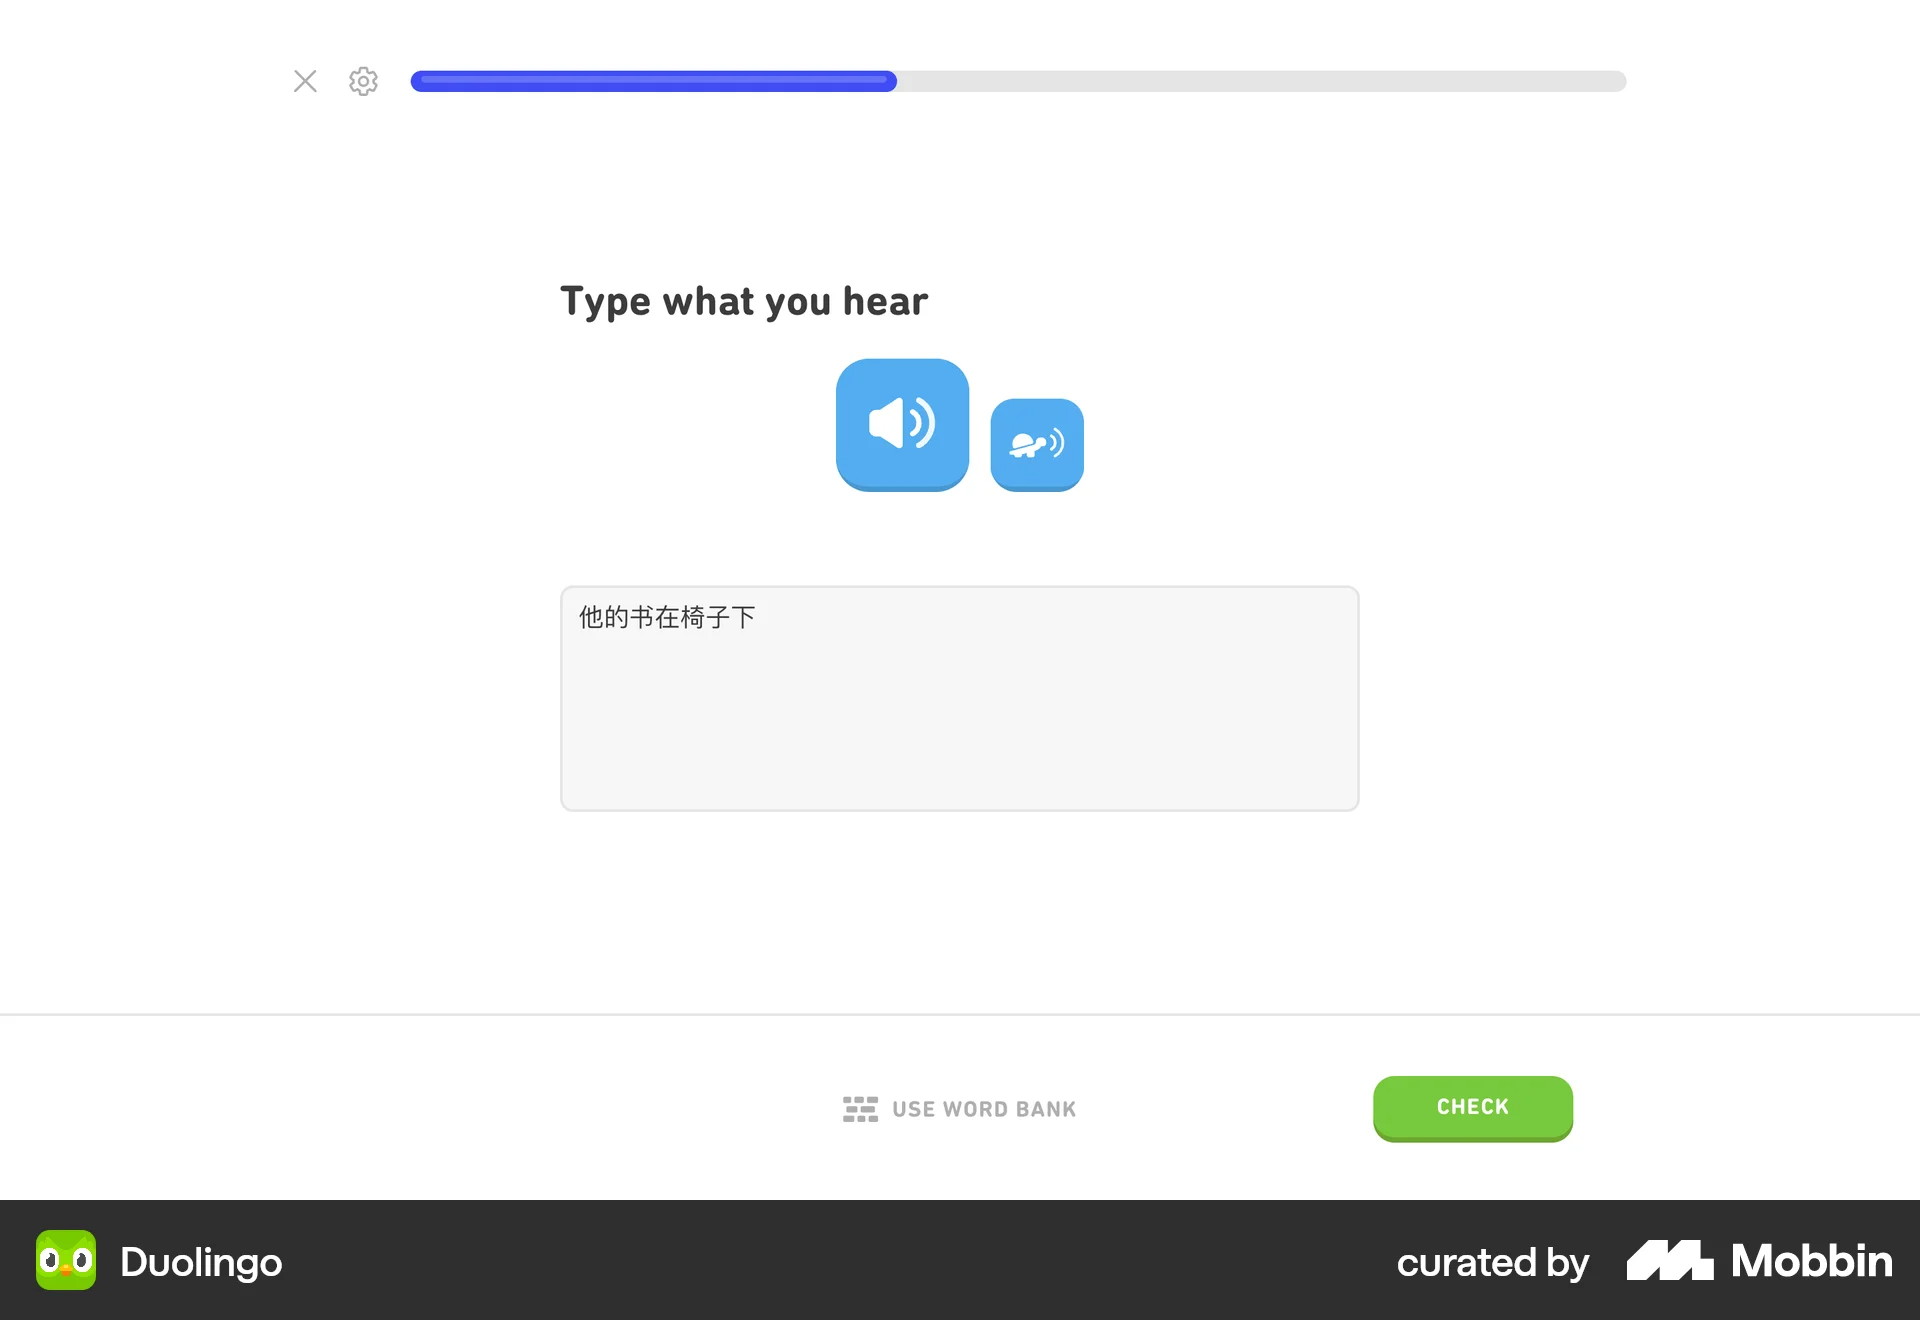 Type what you hear
他的书在椅子下
USE WORD BANK
CHECK
Duolingo
curated by
Mobbin